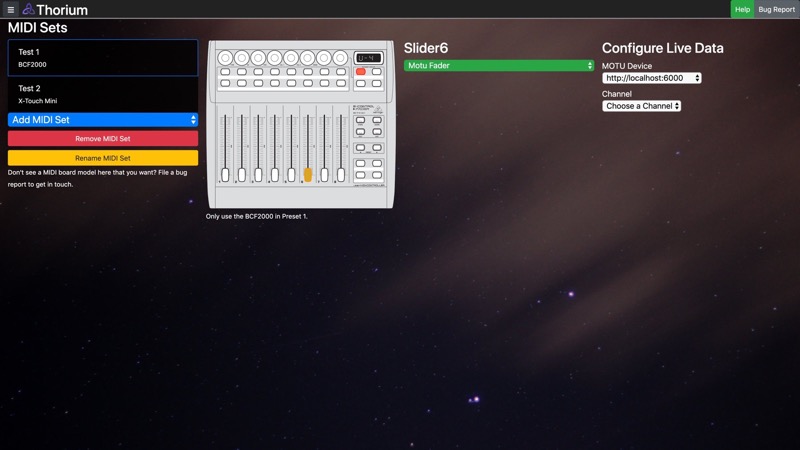 Thorium
Help
Bug Report
MIDI Sets
Test 1
BCF2000
Test 2
X-Touch Mini
Add MIDI Set
Remove MIDI Set
Rename MIDI Set
Don't see a MIDI board model here that you want? File a bug
report to get in touch.
Only use the BCF2000 in Preset 1.
Slider6
Motu Fader
Configure Live Data
MOTU Device
http://localhost:6000
Channel
Choose a Channel